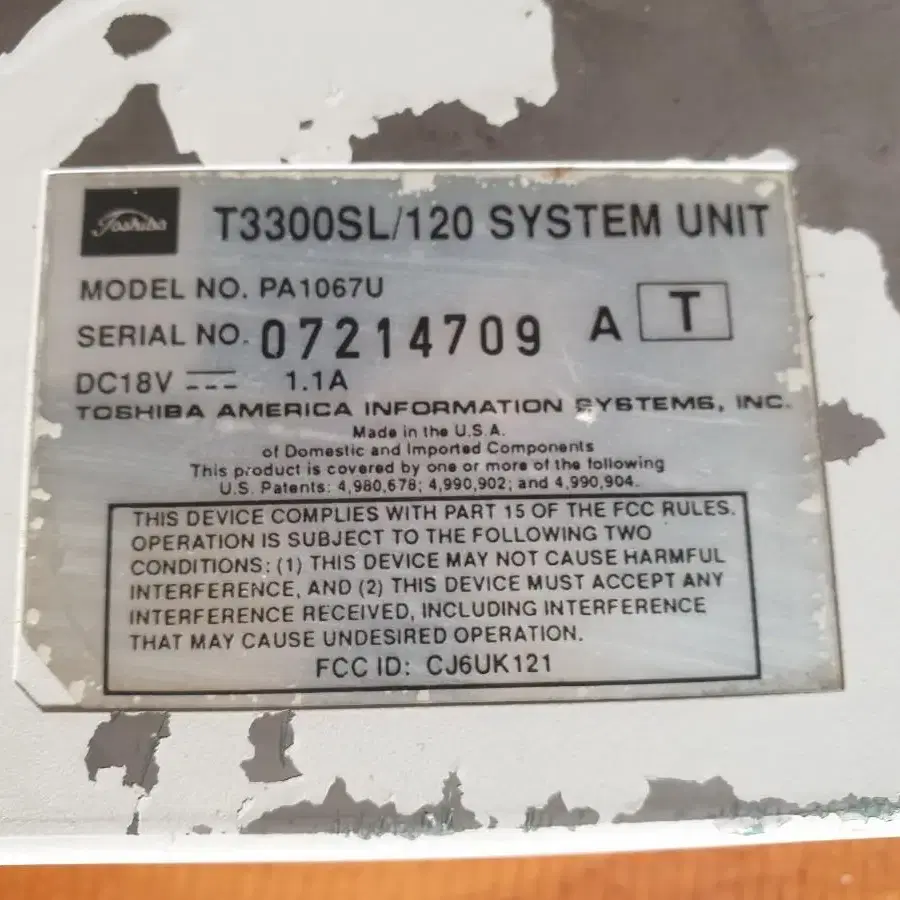 Toshiba
T3300SL/120 SYSTEM UNIT
MODEL NO. PA1067U
SERIAL NO. 07214709 A T
DC18V ⎓ 1.1A
TOSHIBA AMERICA INFORMATION SYSTEMS, INC.
Made in the U.S.A.
of Domestic and Imported Components
This product is covered by one or more of the following
U.S. Patents: 4,980,678; 4,990,902; and 4,990,904.
THIS DEVICE COMPLIES WITH PART 15 OF THE FCC RULES.
OPERATION IS SUBJECT TO THE FOLLOWING TWO
CONDITIONS: (1) THIS DEVICE MAY NOT CAUSE HARMFUL
INTERFERENCE, AND (2) THIS DEVICE MUST ACCEPT ANY
INTERFERENCE RECEIVED, INCLUDING INTERFERENCE
THAT MAY CAUSE UNDESIRED OPERATION.
FCC ID: CJ6UK121